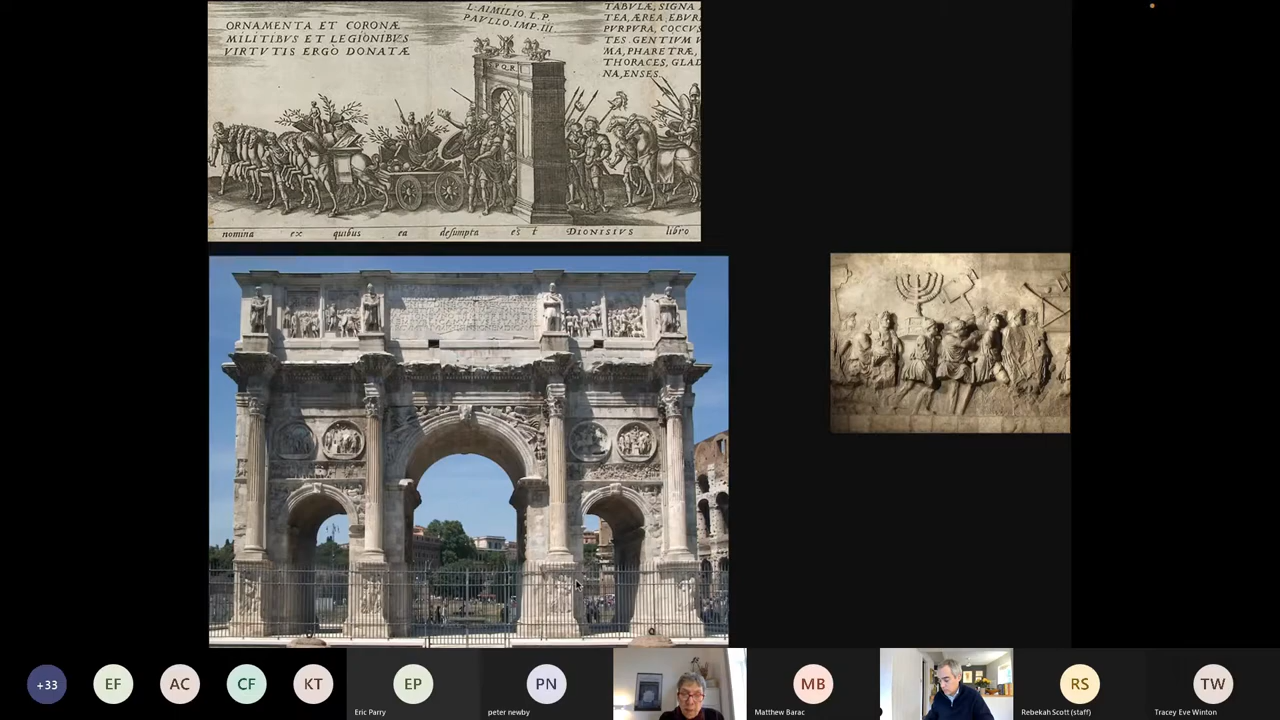 ORNAMENTA ET CORONÆ
MILITIBVS ET LEGIONIBVS
VIRTVTIS ERGO DONATÆ
L. AIMILIO L. P.
PAVLLO. IMP. III.
TABVLÆ, SIGNA
TEA, ÆREA, EBVR
PVRPVRA, COCCVS
TES. GENTIVM V
MA, PHARETRÆ,
THORACES, GLAD
NA, ENSES.
S P Q R
nomina ex quibus ea desumpta est DIONISIVS libro
+33
EF
AC
CF
KT
EP
Eric Parry
PN
peter newby
MB
Matthew Barac
RS
Rebekah Scott (staff)
TW
Tracey Eve Winton